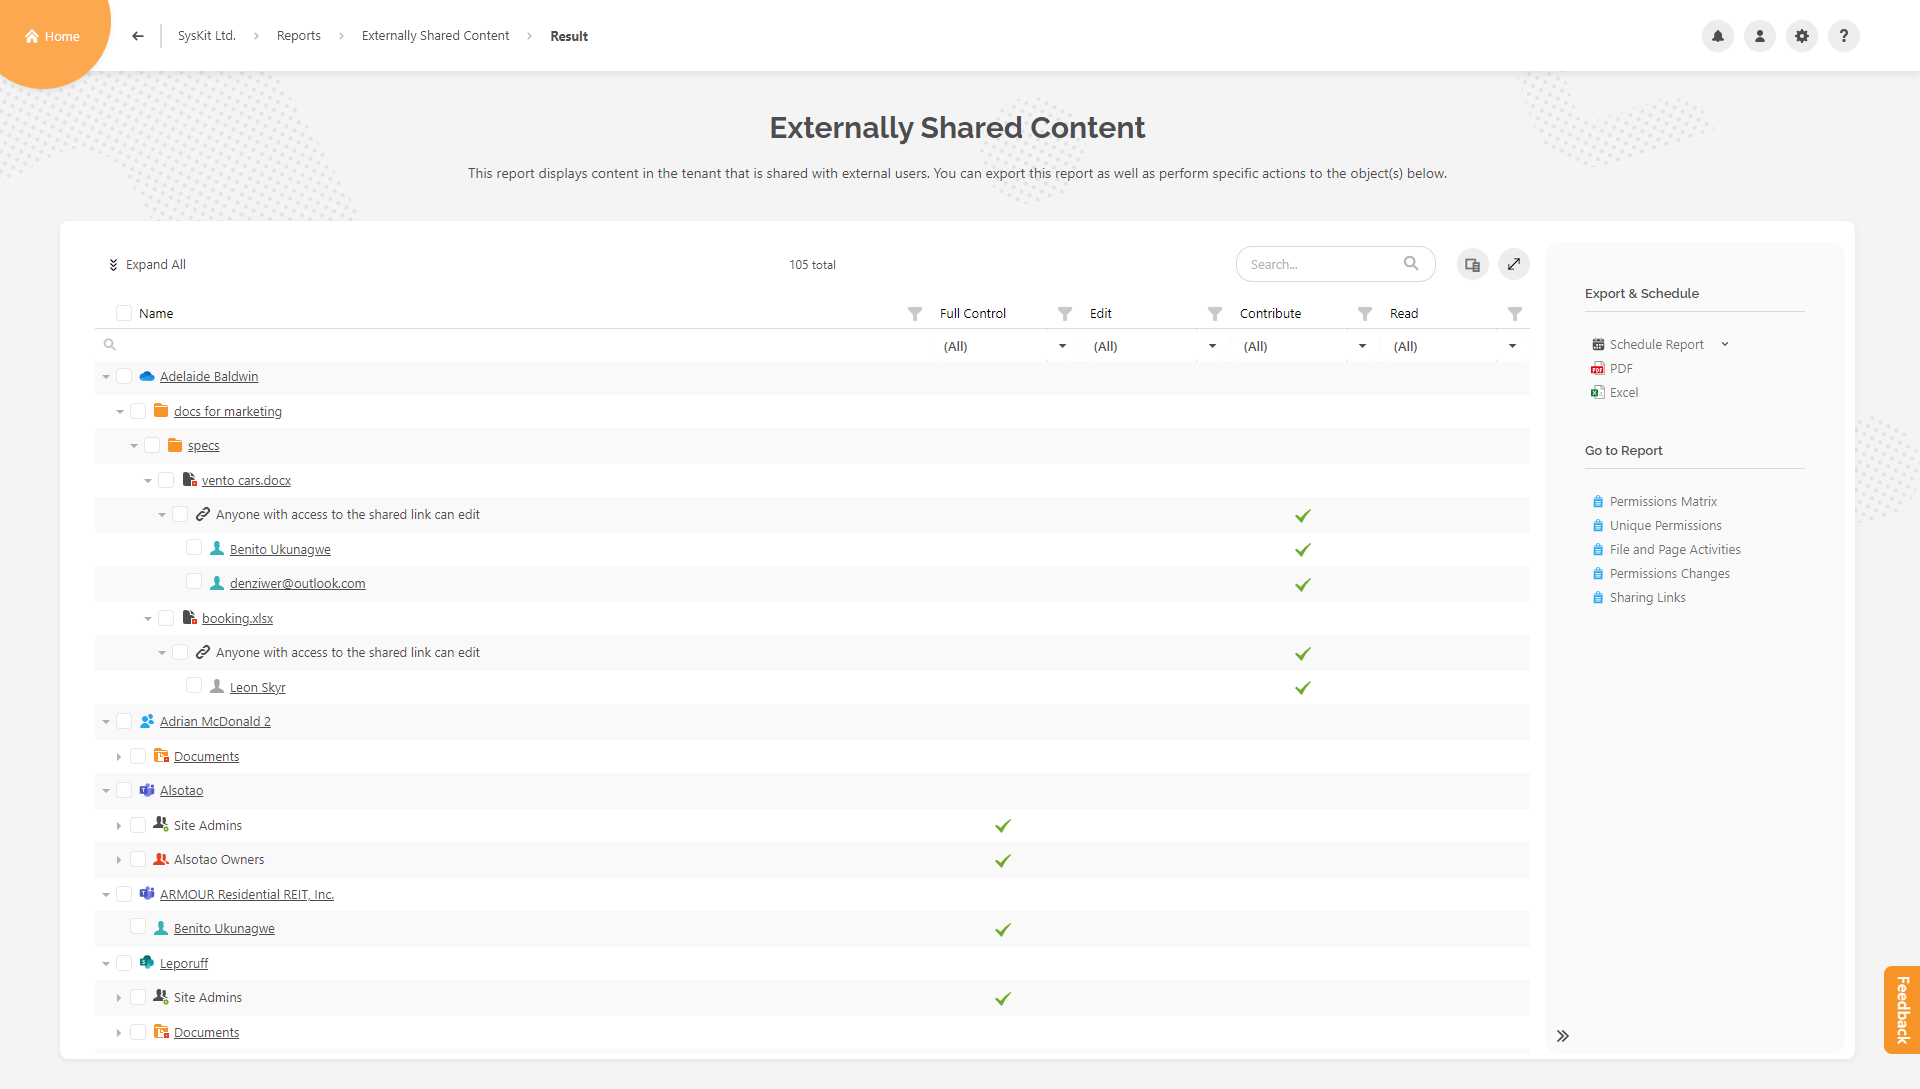 Home
SysKit Ltd. > Reports > Externally Shared Content > Result
?
Externally Shared Content
This report displays content in the tenant that is shared with external users. You can export this report as well as perform specific actions to the object(s) below.
Expand All
105 total
Search...
Name
Full Control
Edit
Contribute
Read
(All)
(All)
(All)
(All)
Adelaide Baldwin
docs for marketing
specs
vento cars.docx
Anyone with access to the shared link can edit
Benito Ukunagwe
denziwer@outlook.com
booking.xlsx
Anyone with access to the shared link can edit
Leon Skyr
Adrian McDonald 2
Documents
Alsotao
Site Admins
Alsotao Owners
ARMOUR Residential REIT, Inc.
Benito Ukunagwe
Leporuff
Site Admins
Documents
Export & Schedule
Schedule Report
PDF
Excel
Go to Report
Permissions Matrix
Unique Permissions
File and Page Activities
Permissions Changes
Sharing Links
Feedback